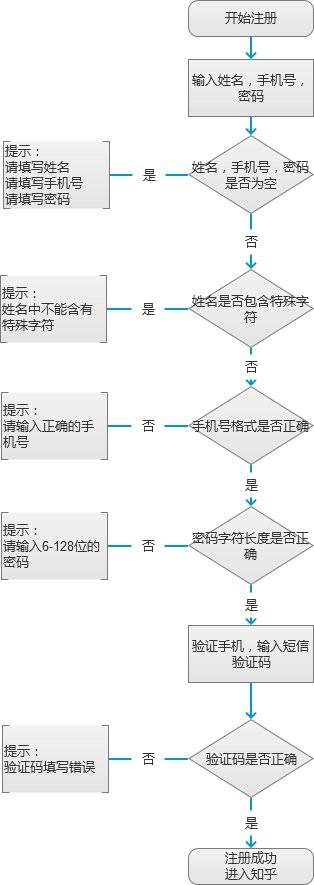 开始注册
输入姓名，手机号，
密码
提示：
请填写姓名
请填写手机号
请填写密码
是
姓名，手机号，密码
是否为空
否
提示：
姓名中不能含有
特殊字符
是
姓名是否包含特殊字
符
否
提示：
请输入正确的手
机号
否
手机号格式是否正确
是
提示：
请输入6-128位的
密码
否
密码字符长度是否正
确
是
验证手机，输入短信
验证码
提示：
验证码填写错误
否
验证码是否正确
是
注册成功
进入知乎